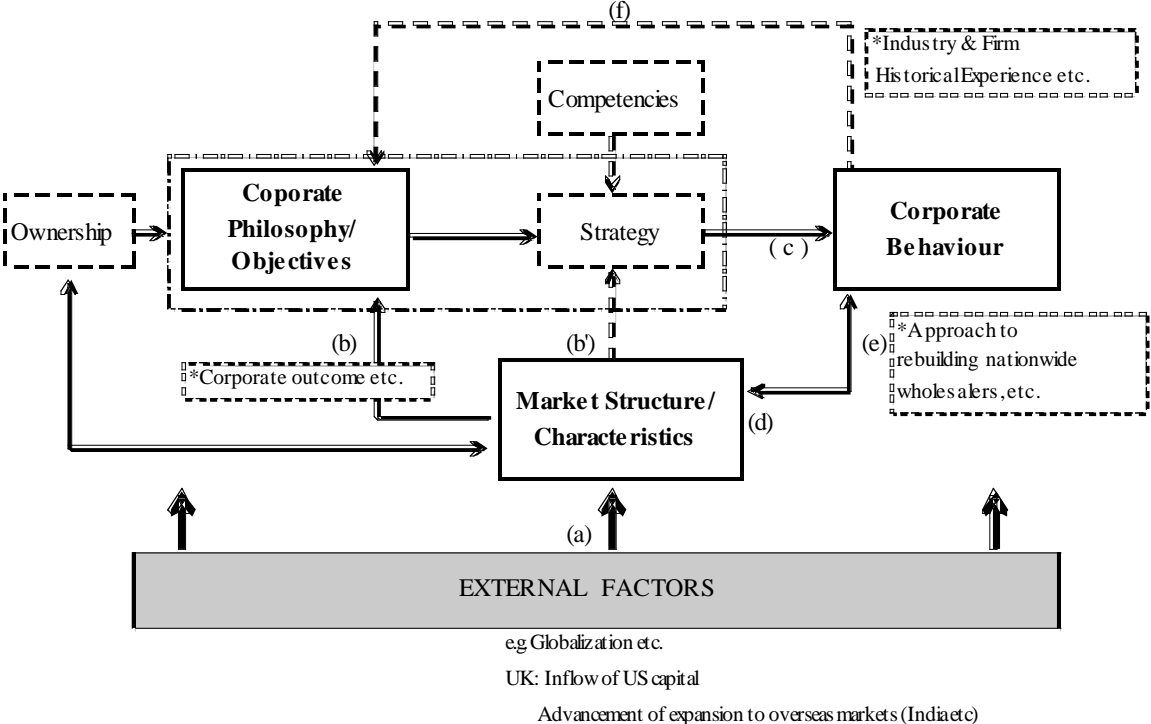 (f)
*Industry & Firm
Historical Experience etc.
Competencies
Ownership
Coporate
Philosophy/
Objectives
Strategy
( c )
Corporate
Behaviour
(b)
(b')
(e)
*Approach to
rebuilding nationwide
wholesalers, etc.
*Corporate outcome etc.
Market Structure/
Characteristics
(d)
(a)
EXTERNAL FACTORS
e.g Globalization etc.
UK: Inflow of US capital
Advancement of expansion to overseas markets (India etc)